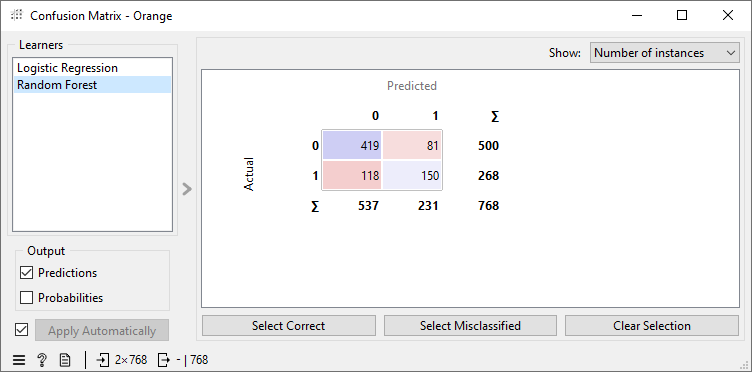 Confusion Matrix - Orange
Learners
Logistic Regression
Random Forest
Output
Predictions
Probabilities
Apply Automatically
Show: Number of instances
Predicted
0 1 ∑
Actual
0 419 81 500
1 118 150 268
∑ 537 231 768
Select Correct Select Misclassified Clear Selection
2×768 - | 768